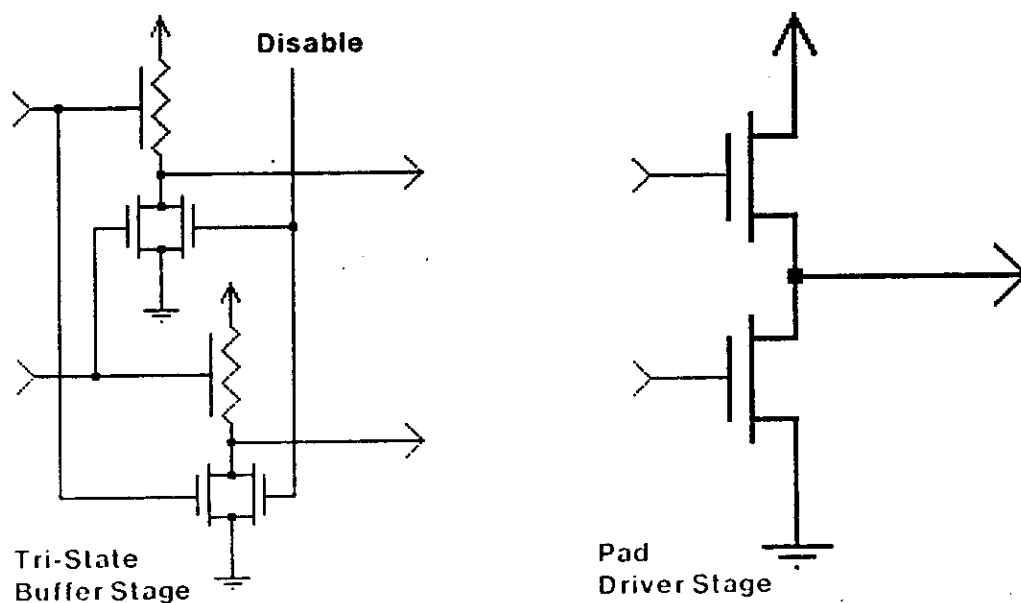 Disable
Tri-State
Buffer Stage
Pad
Driver Stage